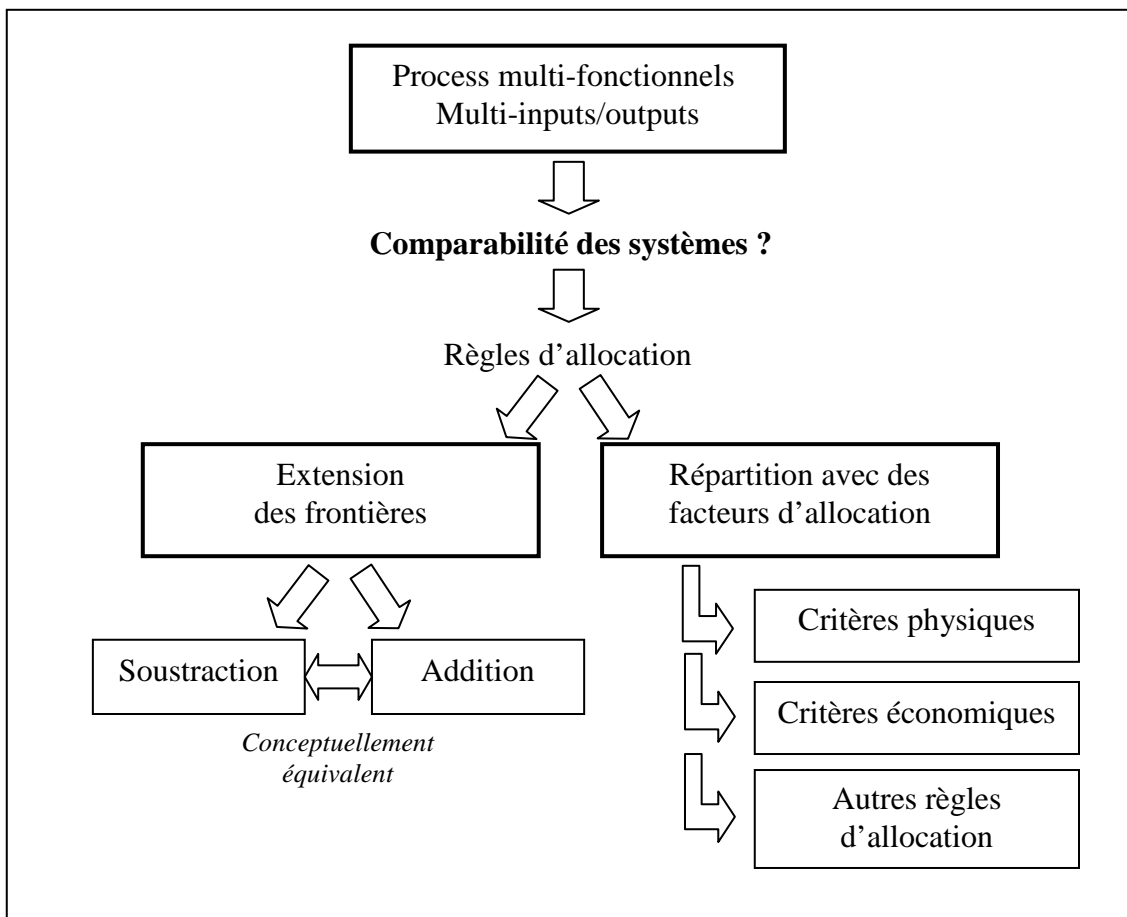 Process multi-fonctionnels
Multi-inputs/outputs
Comparabilité des systèmes ?
Règles d’allocation
Extension
des frontières
Répartition avec des
facteurs d’allocation
Soustraction
Addition
Conceptuellement
équivalent
Critères physiques
Critères économiques
Autres règles
d’allocation